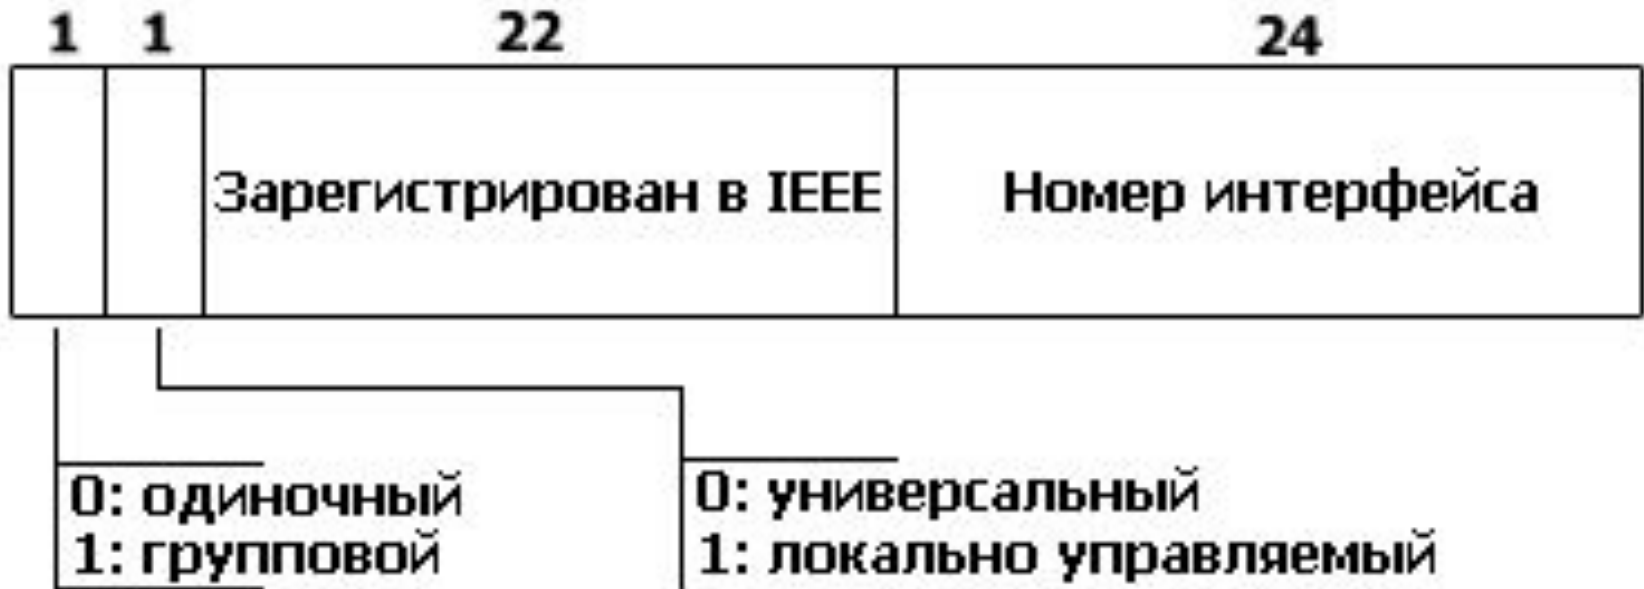 1 1 22 24
Зарегистрирован в IEEE Номер интерфейса
0: одиночный 0: универсальный
1: групповой 1: локально управляемый